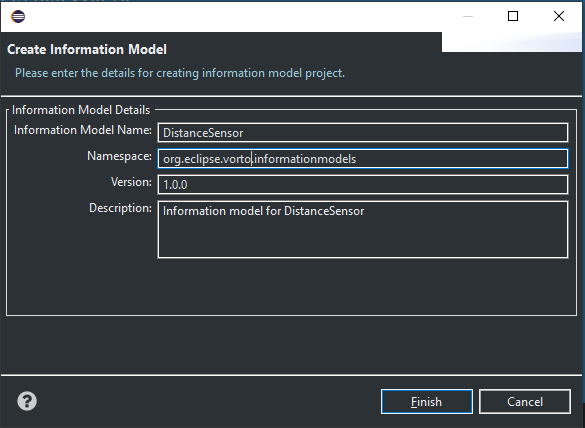 Create Information Model
Please enter the details for creating information model project.
Information Model Details
Information Model Name: DistanceSensor
Namespace: org.eclipse.vorto.informationmodels
Version: 1.0.0
Description: Information model for DistanceSensor
?
Finish Cancel